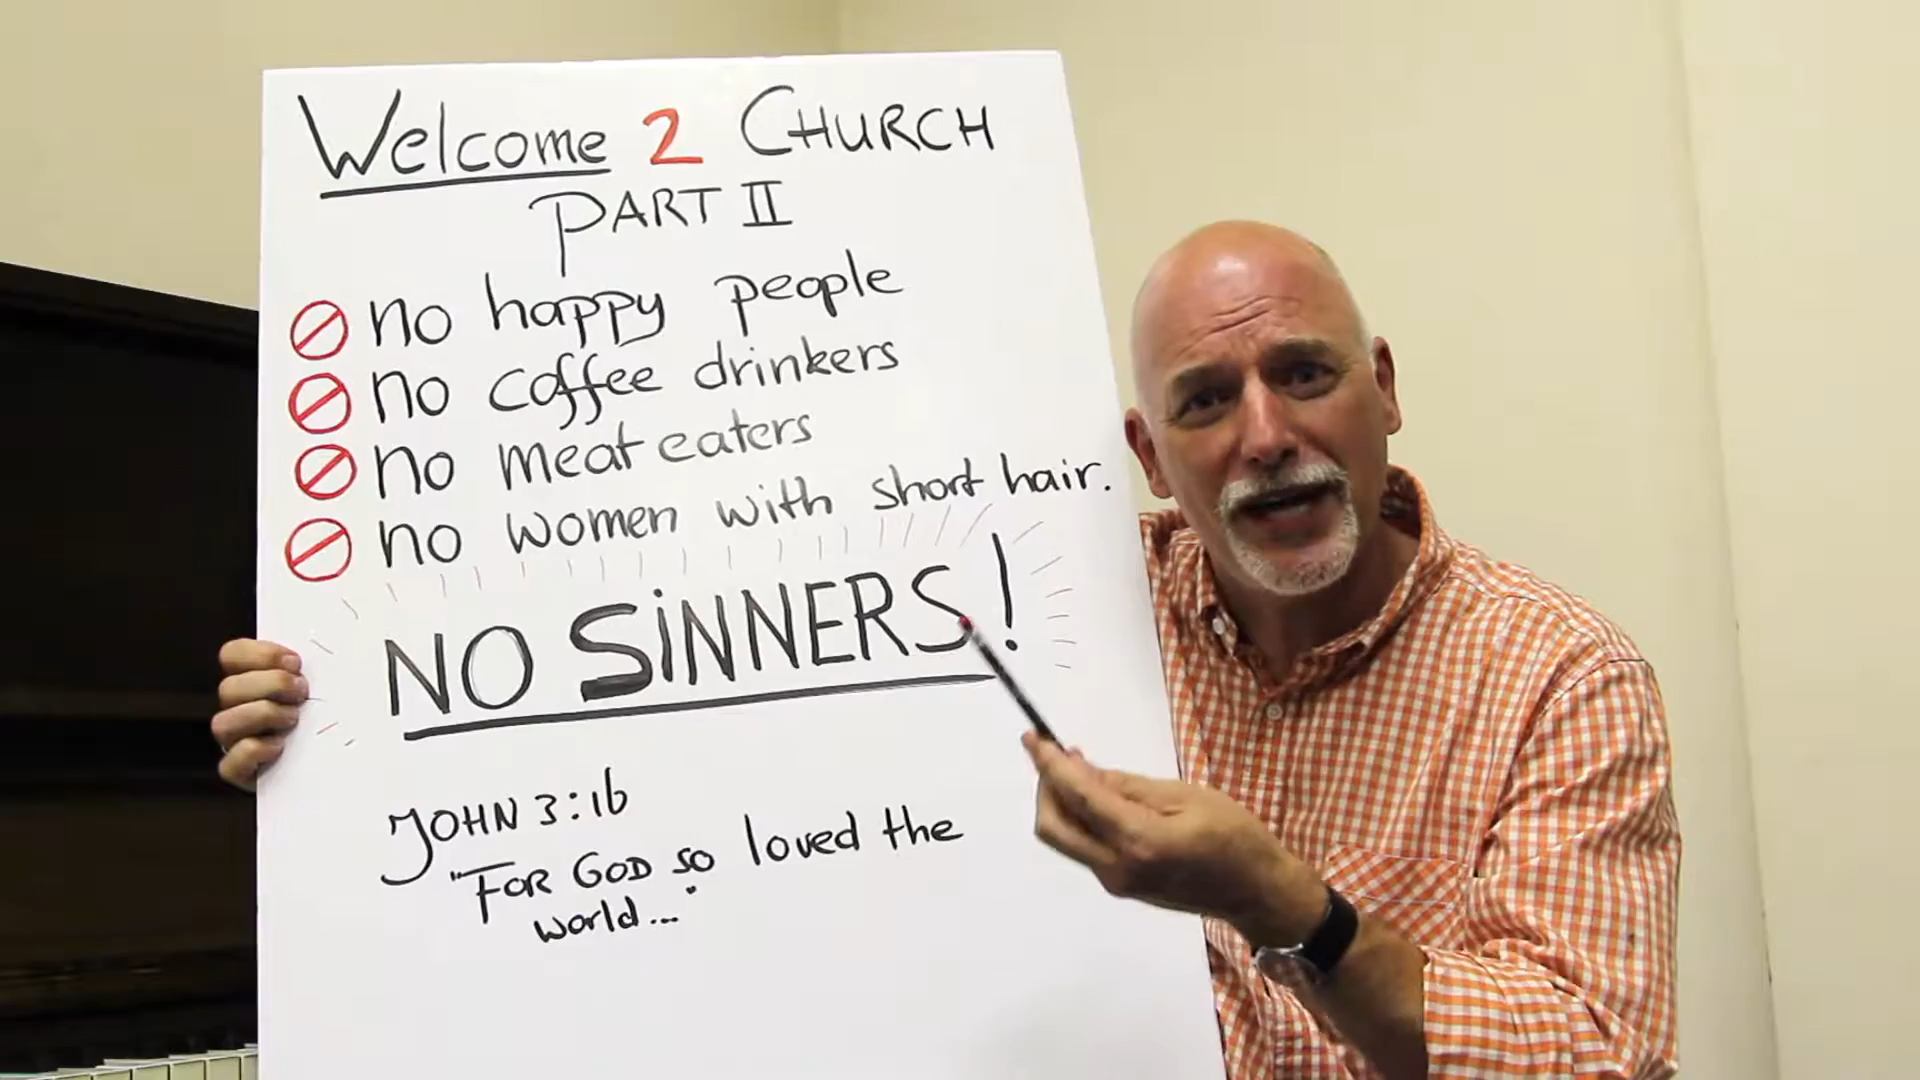 Welcome 2 CHURCH
PART II
no happy people
no coffee drinkers
no meat eaters
no women with short hair.
NO SiNNERS!
JOHN 3:16
"FOR GOD so loved the
world..."